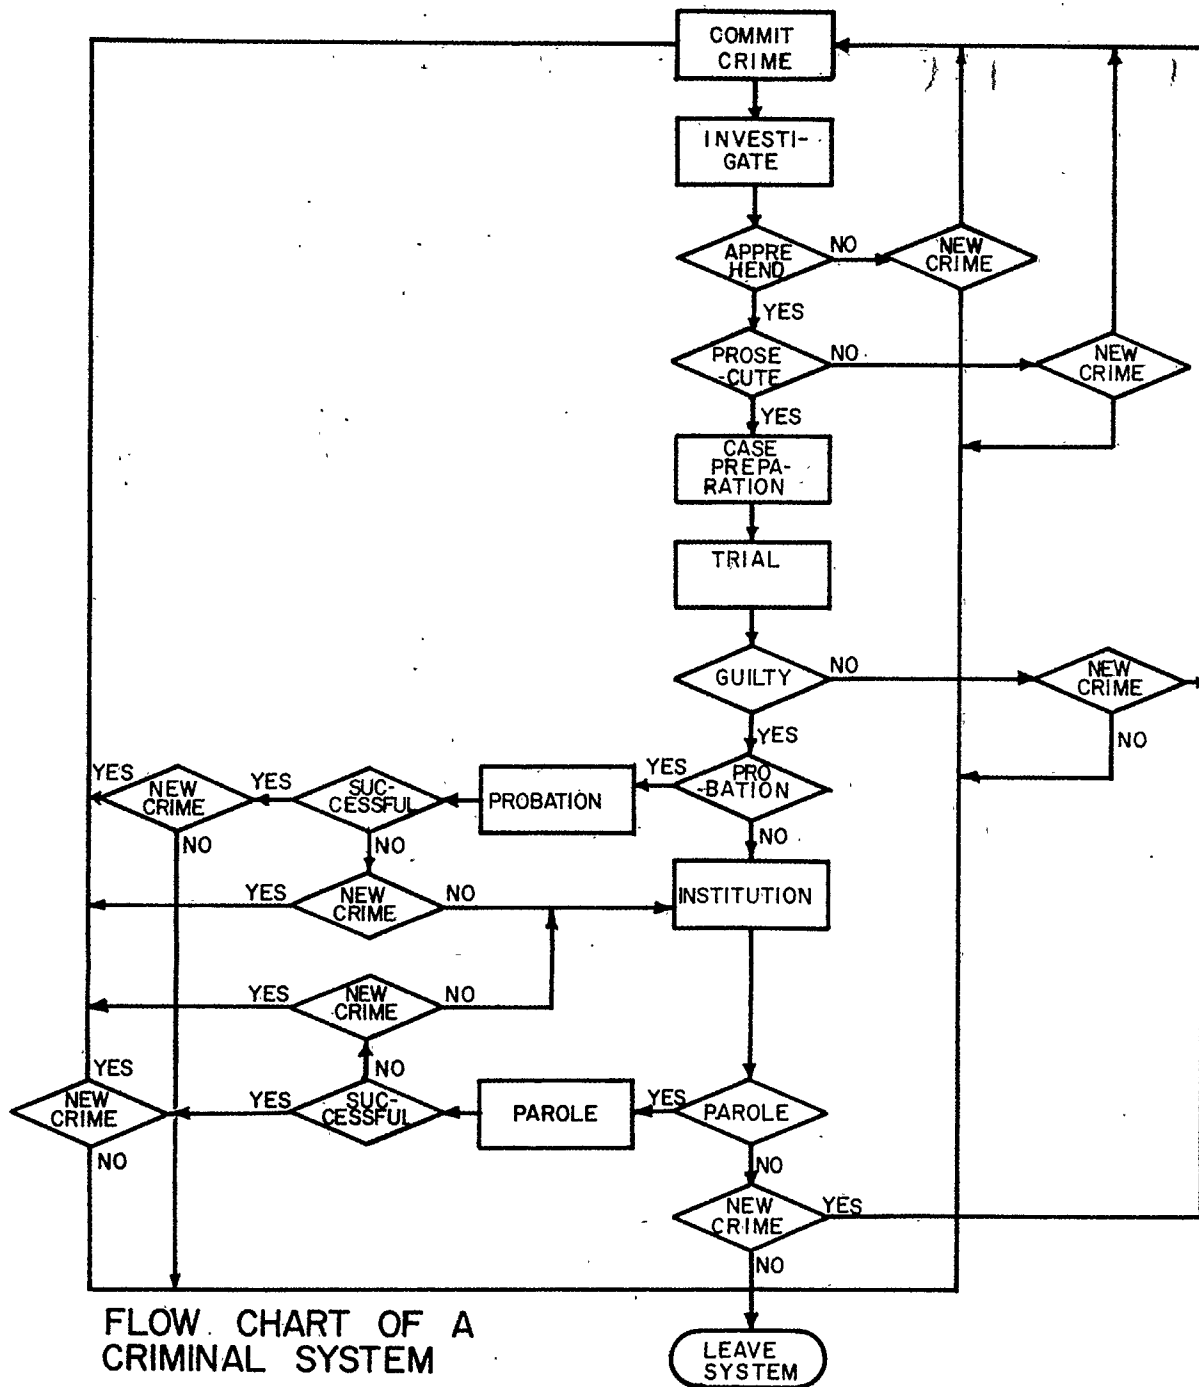 COMMIT
CRIME
INVESTI-
GATE
APPRE
HEND
NO
NEW
CRIME
YES
PROSE
-CUTE
NO
NEW
CRIME
YES
CASE
PREPA-
RATION
TRIAL
GUILTY
NO
NEW
CRIME
YES
NO
YES
NEW
CRIME
YES
SUC-
CESSFUL
PROBATION
YES
PRO
-BATION
NO
NO
NO
YES
NEW
CRIME
NO
INSTITUTION
YES
NEW
CRIME
NO
YES
NO
NEW
CRIME
YES
SUC-
CESSFUL
PAROLE
YES
PAROLE
NO
NO
NEW
CRIME
YES
NO
FLOW CHART OF A
CRIMINAL SYSTEM
LEAVE
SYSTEM